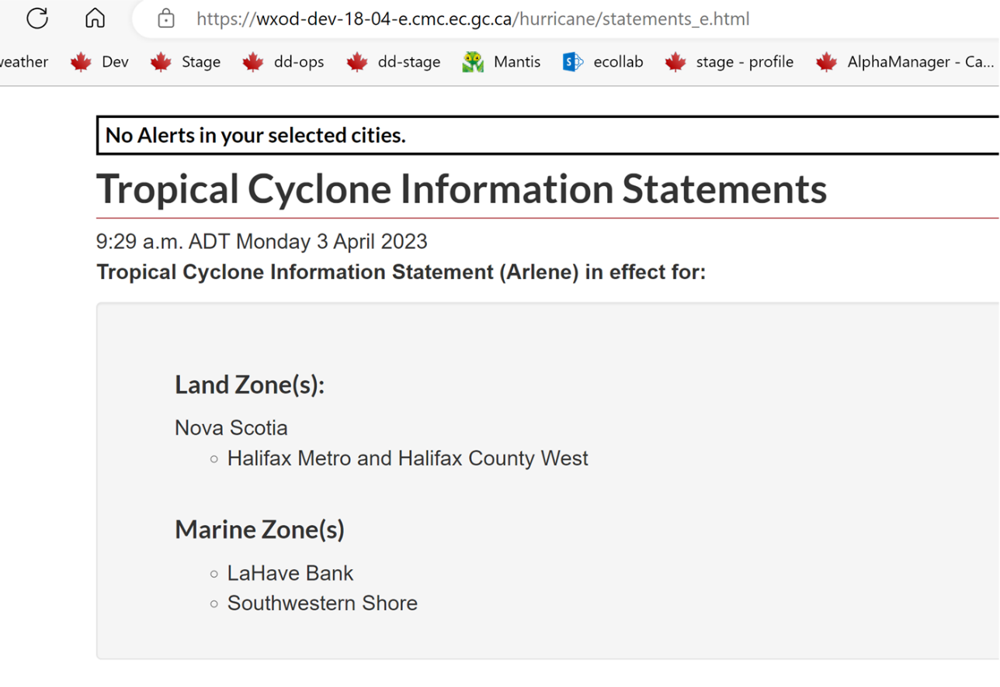 https://wxod-dev-18-04-e.cmc.ec.gc.ca/hurricane/statements_e.html
weather Dev Stage dd-ops dd-stage Mantis ecollab stage - profile AlphaManager - Ca...
No Alerts in your selected cities.
Tropical Cyclone Information Statements
9:29 a.m. ADT Monday 3 April 2023
Tropical Cyclone Information Statement (Arlene) in effect for:
Land Zone(s):
Nova Scotia
Halifax Metro and Halifax County West
Marine Zone(s)
LaHave Bank
Southwestern Shore